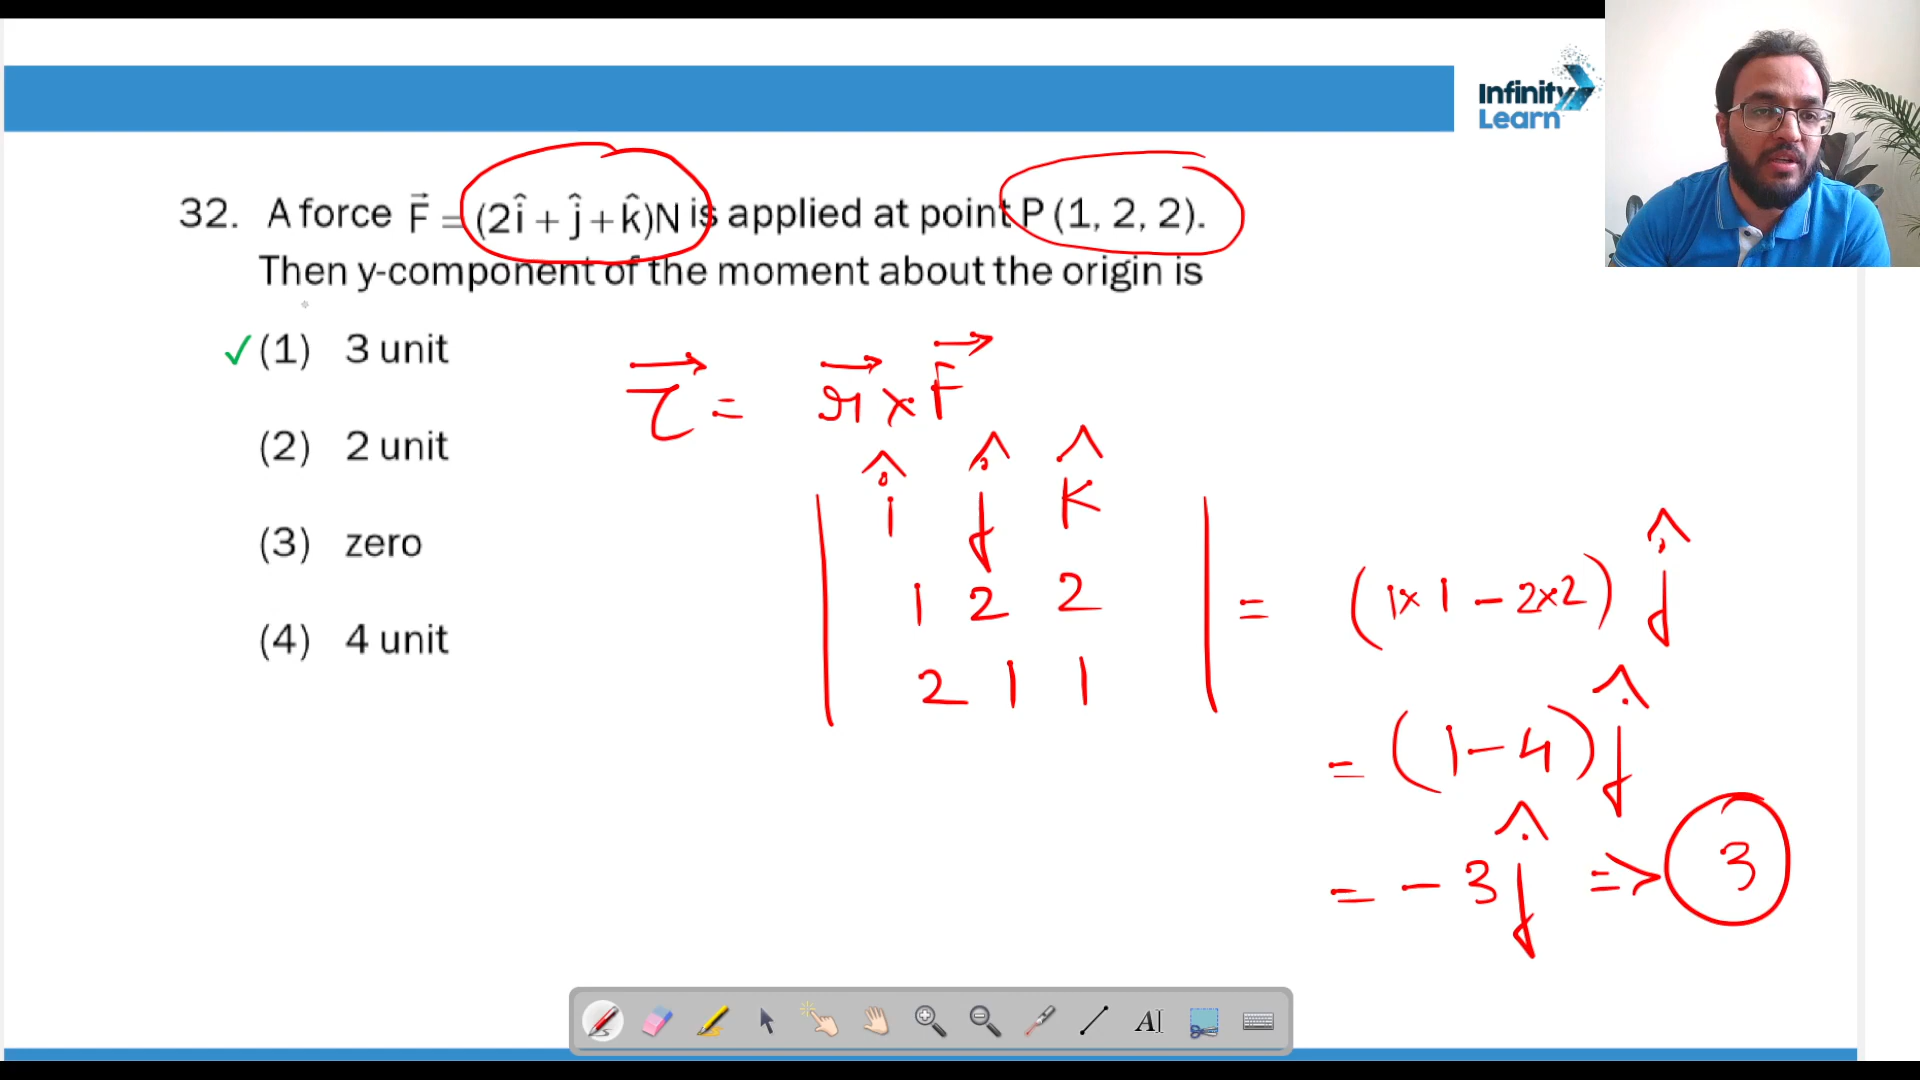 Infinity
Learn
32. A force F⃗ = (2î + ĵ + k̂)N is applied at point P (1, 2, 2).
Then y-component of the moment about the origin is
✓(1) 3 unit
(2) 2 unit
(3) zero
(4) 4 unit
τ⃗ = r⃗ × F⃗
î ĵ k̂
1 2 2
2 1 1
= (1×1 – 2×2) ĵ
= (1 – 4) ĵ
= – 3 ĵ => 3
A